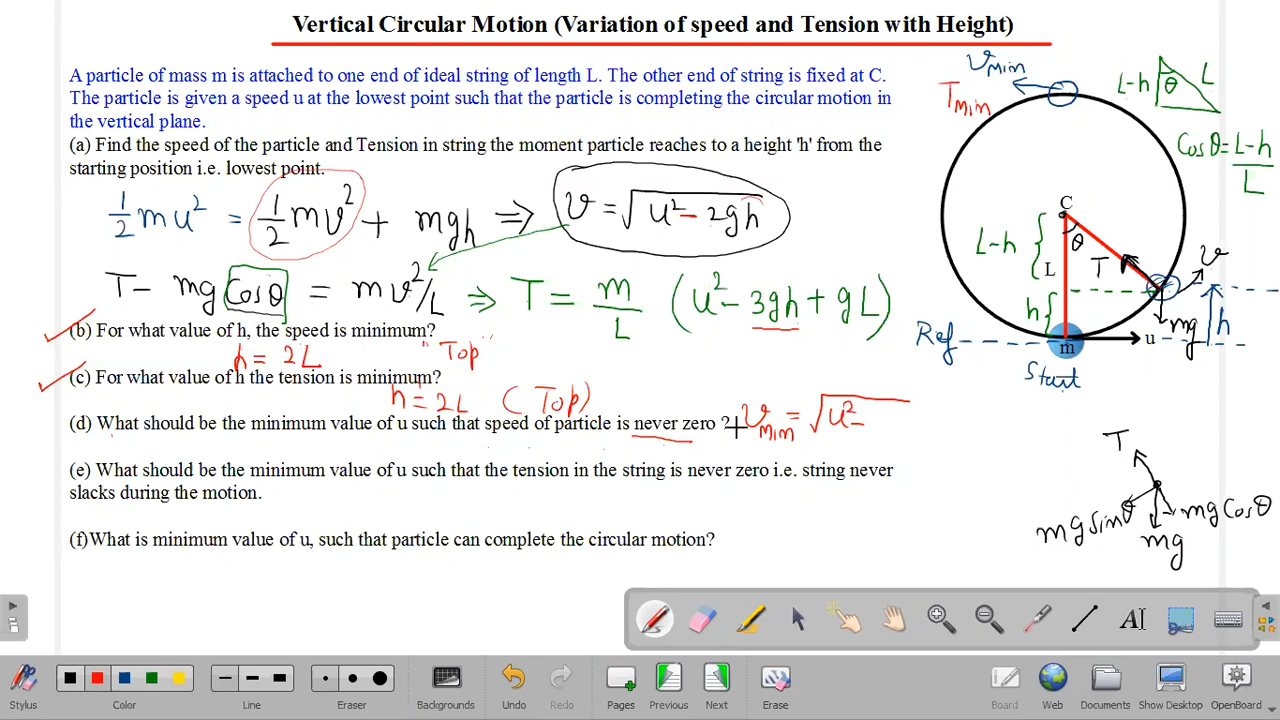 Vertical Circular Motion (Variation of speed and Tension with Height)
A particle of mass m is attached to one end of ideal string of length L. The other end of string is fixed at C.
The particle is given a speed u at the lowest point such that the particle is completing the circular motion in
the vertical plane.
(a) Find the speed of the particle and Tension in string the moment particle reaches to a height 'h' from the
starting position i.e. lowest point.
1/2 mu² = 1/2 mv² + mgh ⇒ v = √(u² - 2gh)
T - mg Cosθ = mv²/L ⇒ T = m/L (u² - 3gh + gL)
(b) For what value of h, the speed is minimum?
h = 2L "Top"
(c) For what value of h the tension is minimum?
h = 2L (Top)
(d) What should be the minimum value of u such that speed of particle is never zero ? v Min = √u² -
(e) What should be the minimum value of u such that the tension in the string is never zero i.e. string never
slacks during the motion.
(f)What is minimum value of u, such that particle can complete the circular motion?
v Min
T Min
L-h θ L
Cosθ = L-h / L
C
θ
L-h
L
T
v
h
mg
h
Ref
m
u
Start
T
mg Sinθ
mg Cosθ
mg
Stylus
Color
Line
Eraser
Backgrounds
Undo
Redo
Pages
Previous
Next
Erase
Board
Web
Documents
Show Desktop
OpenBoard